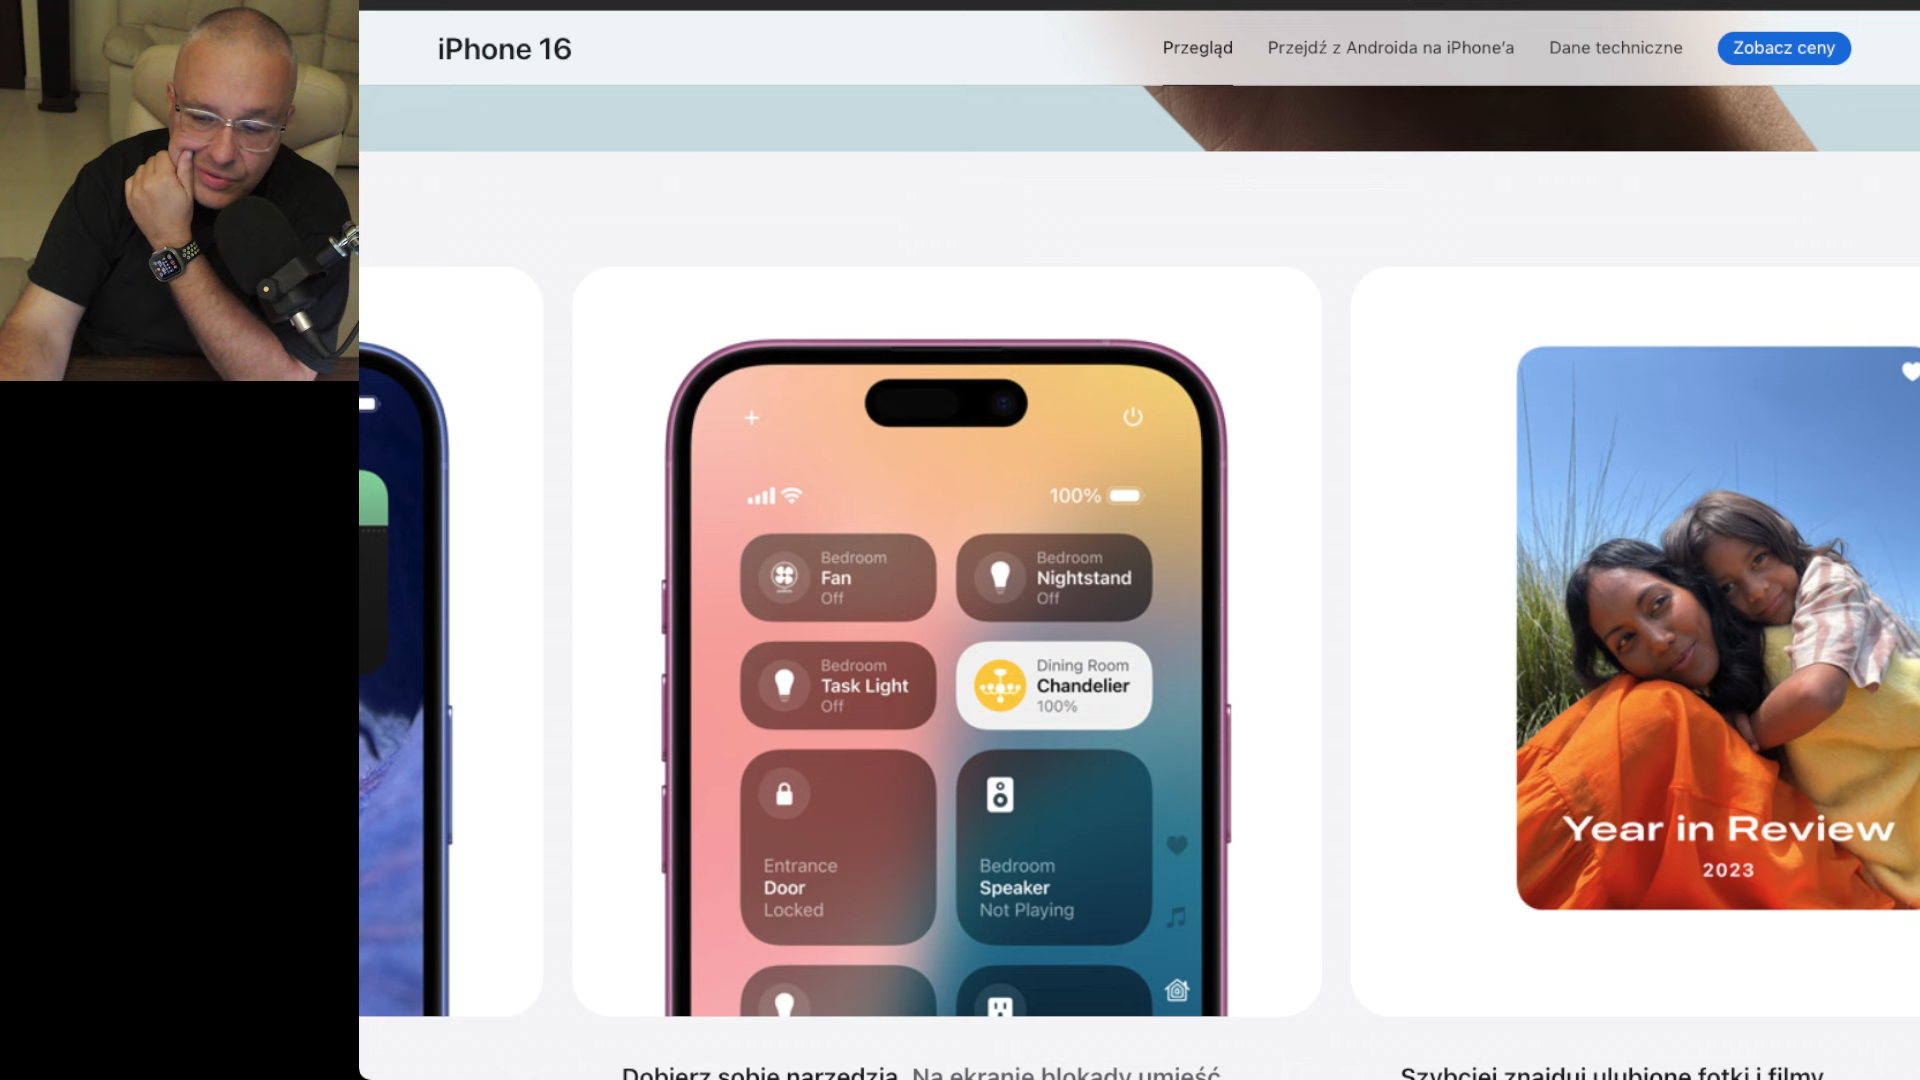 iPhone 16
Przegląd
Przejdź z Androida na iPhone’a
Dane techniczne
Zobacz ceny
100%
Bedroom
Fan
Off
Bedroom
Nightstand
Off
Bedroom
Task Light
Off
Dining Room
Chandelier
100%
Entrance
Door
Locked
Bedroom
Speaker
Not Playing
Year in Review
2023
Dobierz sobie narzędzia. Na ekranie blokady umieść
Szybciej znajduj ulubione fotki i filmy